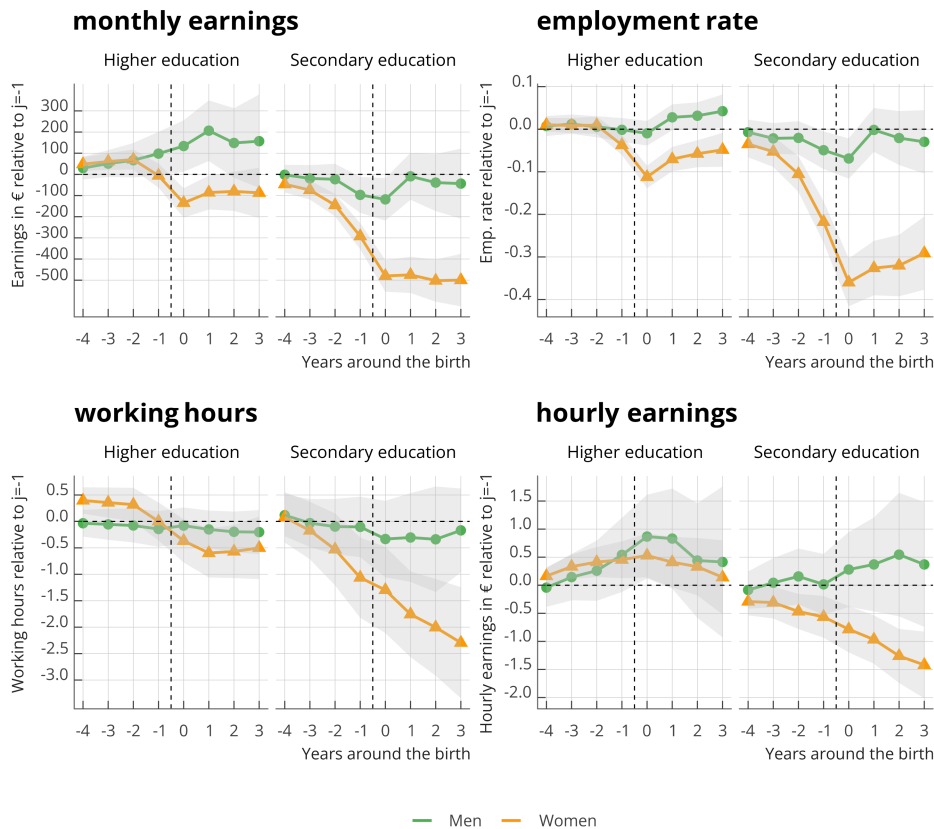 monthly earnings
Higher education
Secondary education
Earnings in € relative to j=-1
300
200
100
0
-100
-200
-300
-400
-500
-4 -3 -2 -1 0 1 2 3
-4 -3 -2 -1 0 1 2 3
Years around the birth
employment rate
Higher education
Secondary education
Emp. rate relative to j=-1
0.1
0.0
-0.1
-0.2
-0.3
-0.4
-4 -3 -2 -1 0 1 2 3
-4 -3 -2 -1 0 1 2 3
Years around the birth
working hours
Higher education
Secondary education
Working hours relative to j=-1
0.5
0.0
-0.5
-1.0
-1.5
-2.0
-2.5
-3.0
-4 -3 -2 -1 0 1 2 3
-4 -3 -2 -1 0 1 2 3
Years around the birth
hourly earnings
Higher education
Secondary education
Hourly earnings in € relative to j=-1
1.5
1.0
0.5
0.0
-0.5
-1.0
-1.5
-2.0
-4 -3 -2 -1 0 1 2 3
-4 -3 -2 -1 0 1 2 3
Years around the birth
Men
Women